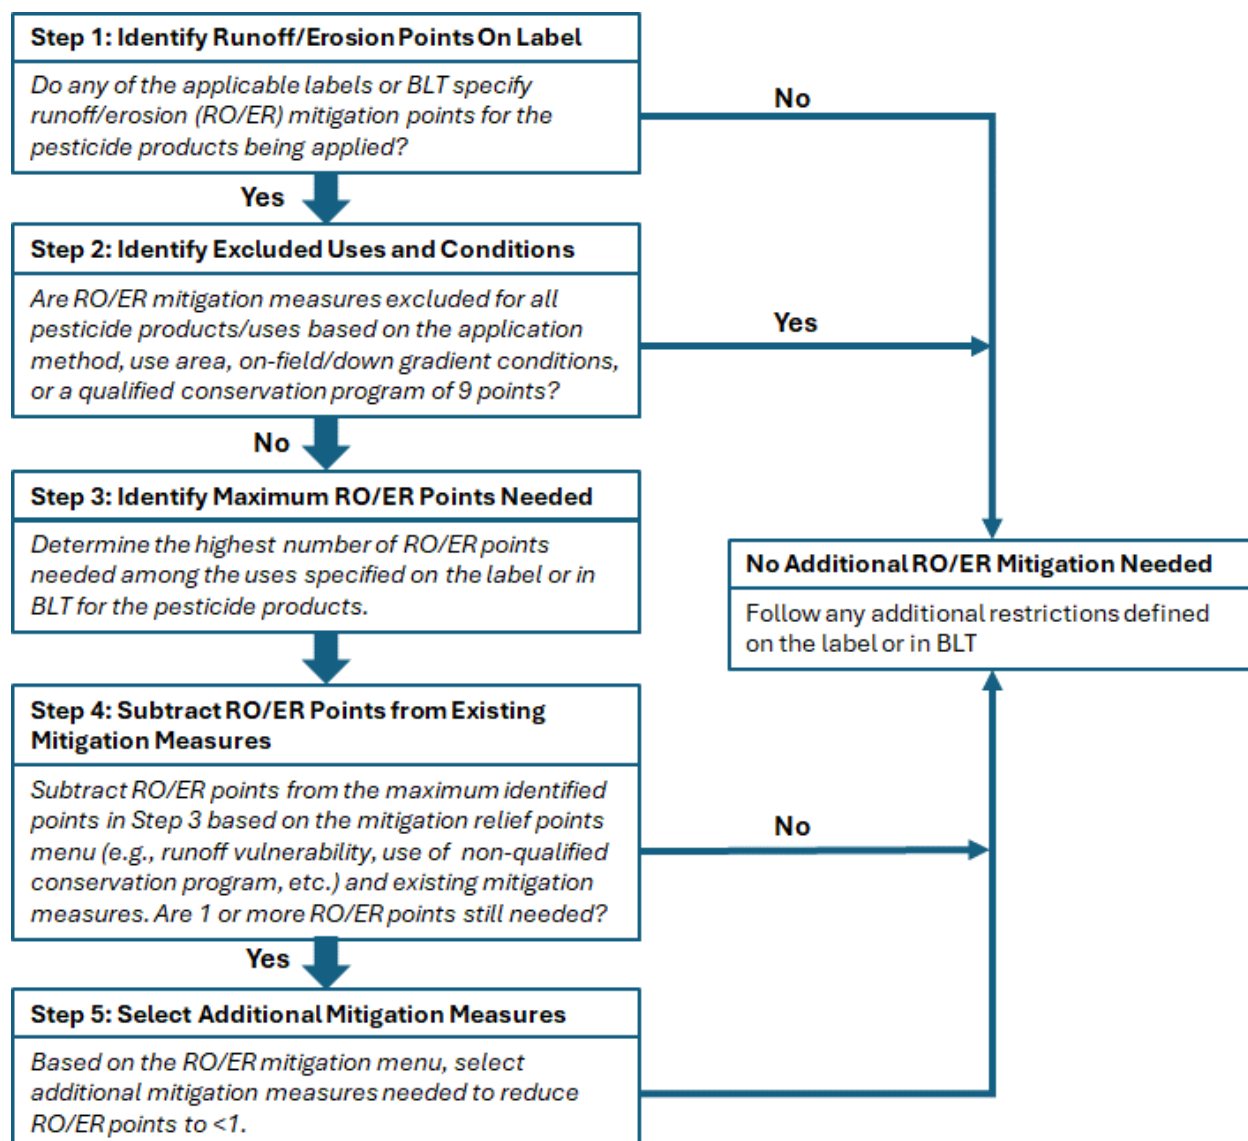 Step 1: Identify Runoff/Erosion Points On Label
Do any of the applicable labels or BLT specify
runoff/erosion (RO/ER) mitigation points for the
pesticide products being applied?
No
Yes
Step 2: Identify Excluded Uses and Conditions
Are RO/ER mitigation measures excluded for all
pesticide products/uses based on the application
method, use area, on-field/down gradient conditions,
or a qualified conservation program of 9 points?
Yes
No
Step 3: Identify Maximum RO/ER Points Needed
Determine the highest number of RO/ER points
needed among the uses specified on the label or in
BLT for the pesticide products.
No Additional RO/ER Mitigation Needed
Follow any additional restrictions defined
on the label or in BLT
Step 4: Subtract RO/ER Points from Existing
Mitigation Measures
Subtract RO/ER points from the maximum identified
points in Step 3 based on the mitigation relief points
menu (e.g., runoff vulnerability, use of non-qualified
conservation program, etc.) and existing mitigation
measures. Are 1 or more RO/ER points still needed?
No
Yes
Step 5: Select Additional Mitigation Measures
Based on the RO/ER mitigation menu, select
additional mitigation measures needed to reduce
RO/ER points to <1.